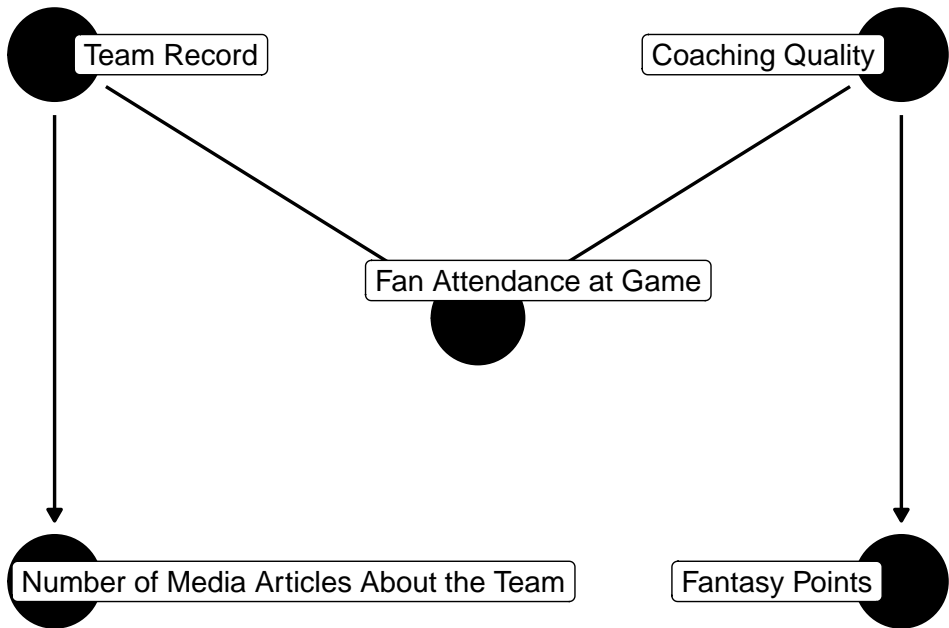 Team Record
Coaching Quality
Fan Attendance at Game
Number of Media Articles About the Team
Fantasy Points